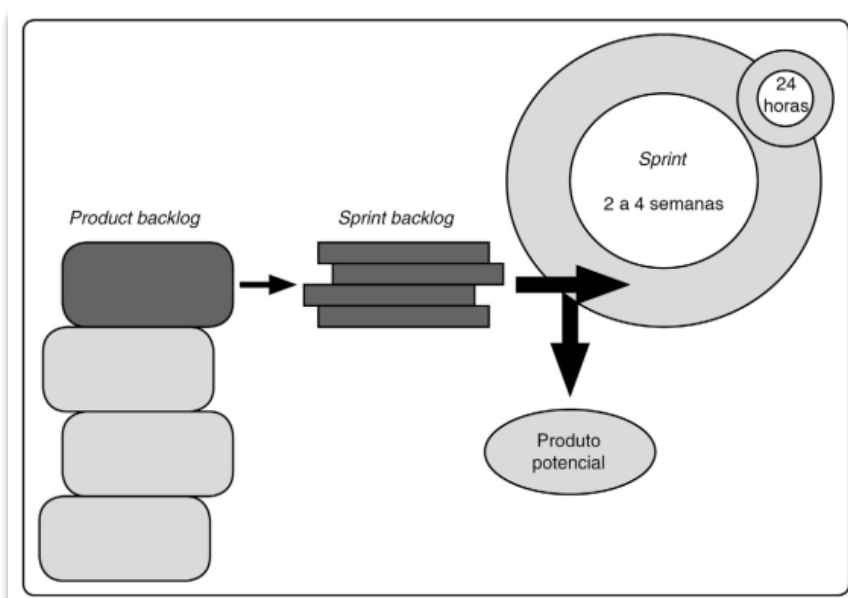 Product backlog
Sprint backlog
Sprint
2 a 4 semanas
24
horas
Produto
potencial